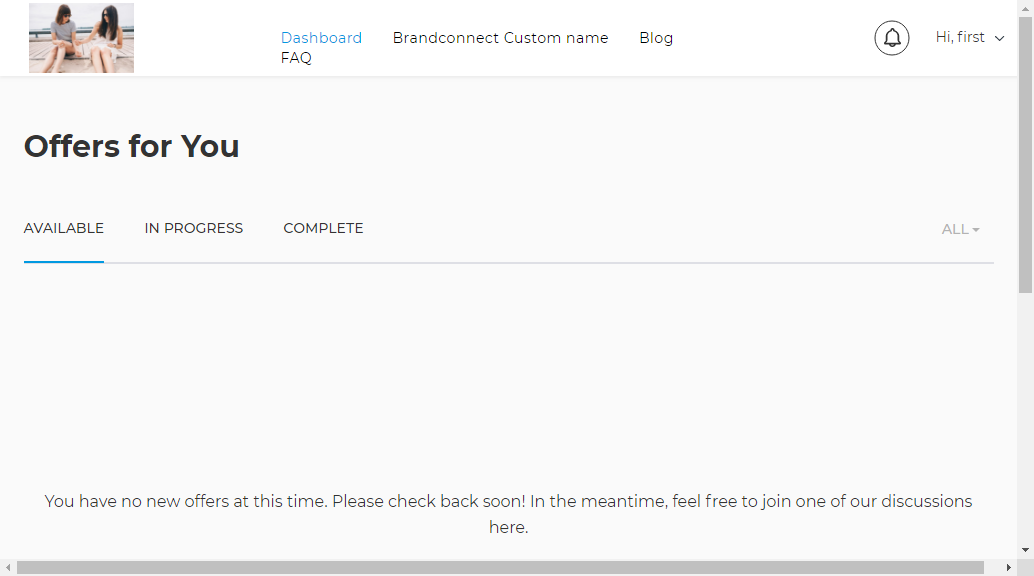 Dashboard Brandconnect Custom name Blog
FAQ
Hi, first
Offers for You
AVAILABLE IN PROGRESS COMPLETE ALL
You have no new offers at this time. Please check back soon! In the meantime, feel free to join one of our discussions
here.